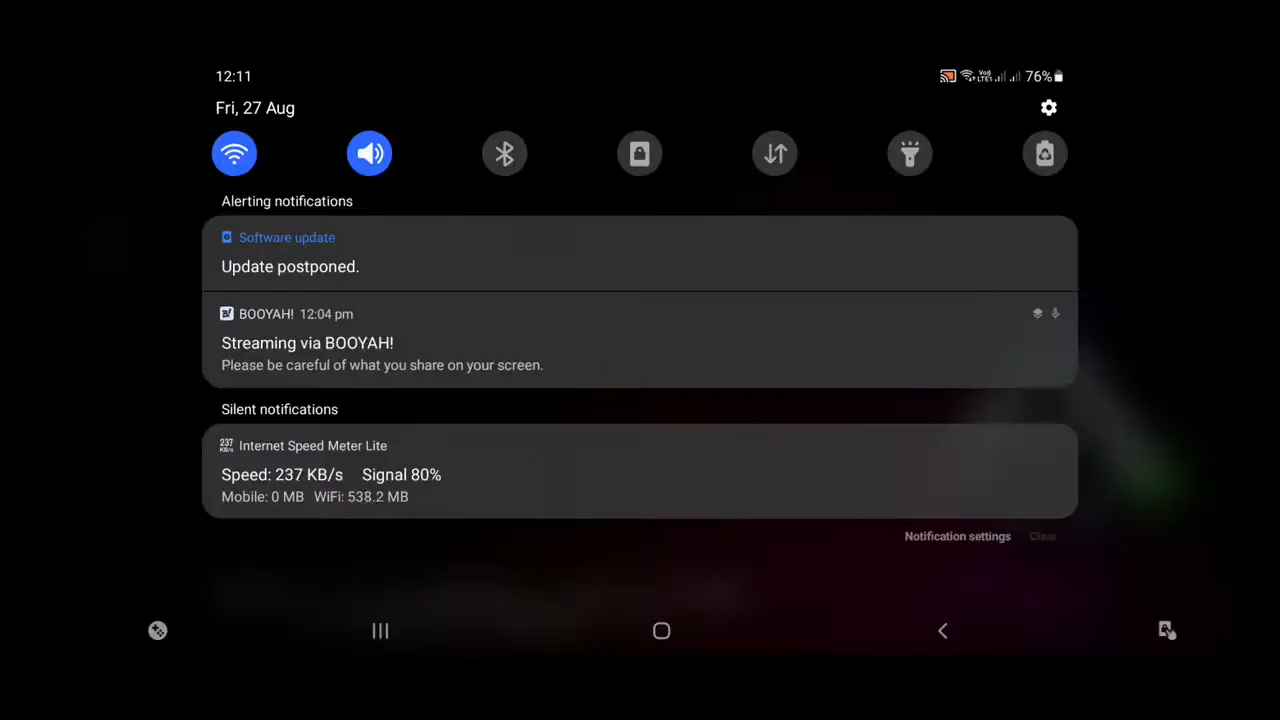 12:11
76%
Fri, 27 Aug
Alerting notifications
Software update
Update postponed.
BOOYAH! 12:04 pm
Streaming via BOOYAH!
Please be careful of what you share on your screen.
Silent notifications
237 KB/s Internet Speed Meter Lite
Speed: 237 KB/s Signal 80%
Mobile: 0 MB WiFi: 538.2 MB
Notification settings Clear